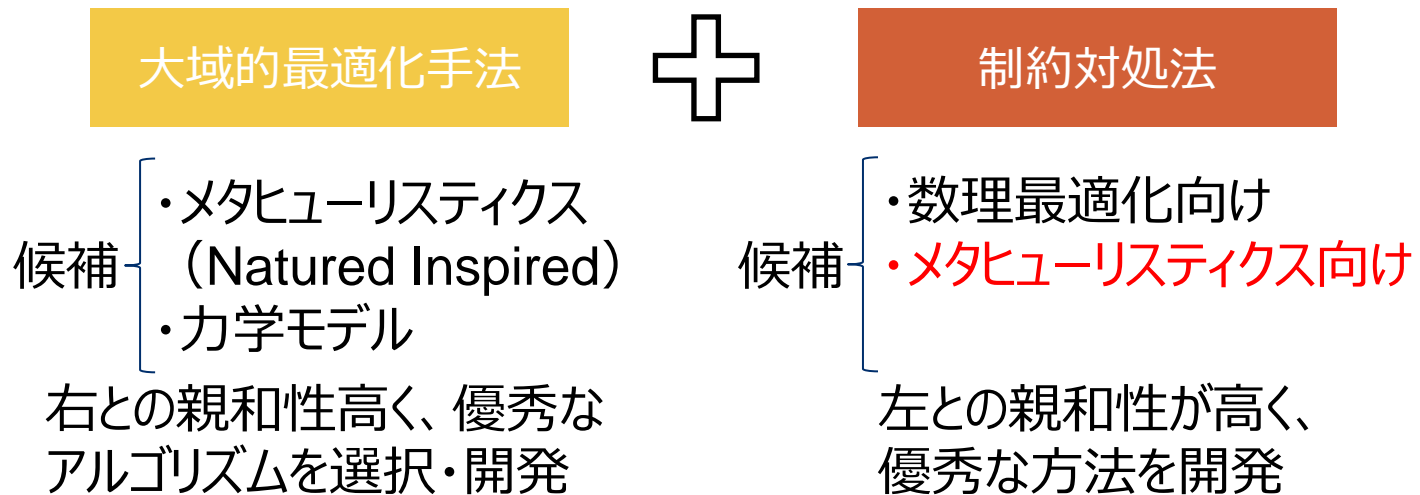 大域的最適化手法
制約対処法
候補
・メタヒューリスティクス
（Natured Inspired）
・力学モデル
右との親和性高く、優秀な
アルゴリズムを選択・開発
候補
・数理最適化向け
・メタヒューリスティクス向け
左との親和性が高く、
優秀な方法を開発